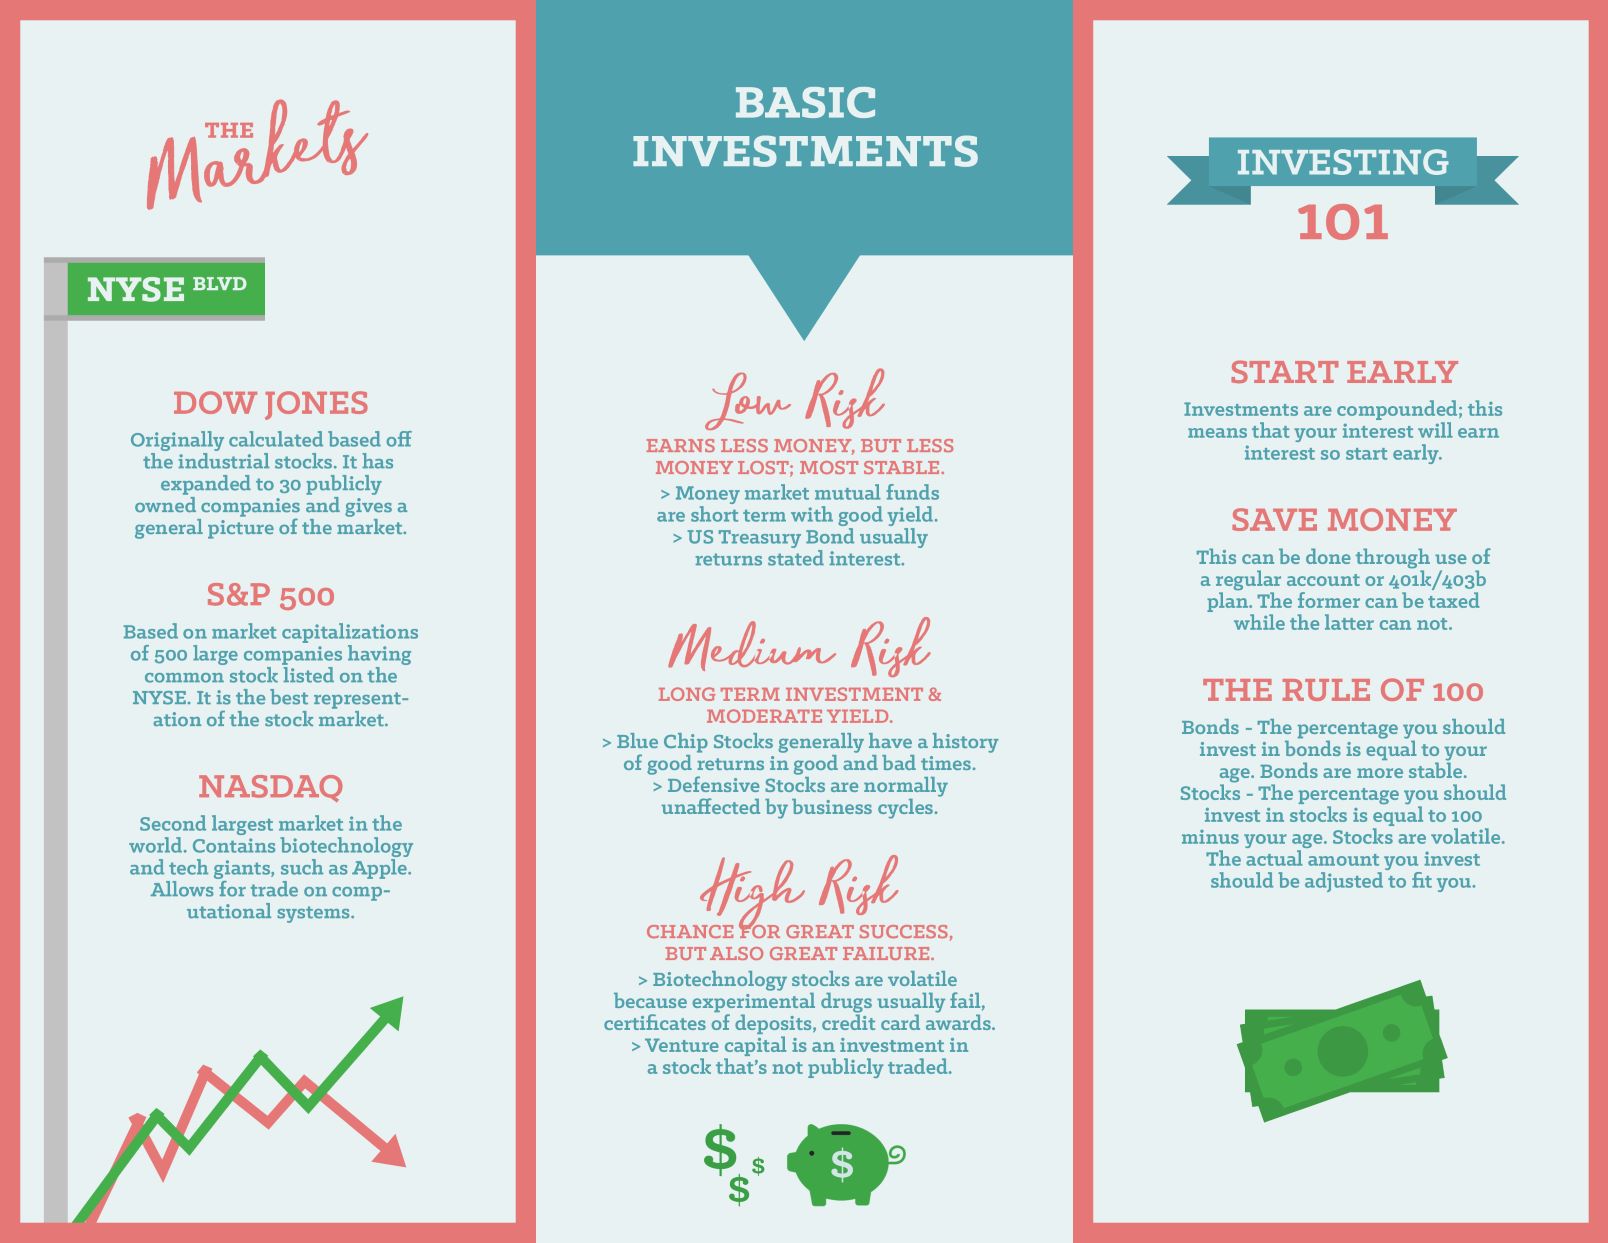 THE
Markets
NYSE BLVD
DOW JONES
Originally calculated based off
the industrial stocks. It has
expanded to 30 publicly
owned companies and gives a
general picture of the market.
S&P 500
Based on market capitalizations
of 500 large companies having
common stock listed on the
NYSE. It is the best represent-
ation of the stock market.
NASDAQ
Second largest market in the
world. Contains biotechnology
and tech giants, such as Apple.
Allows for trade on comp-
utational systems.
BASIC
INVESTMENTS
Low Risk
EARNS LESS MONEY, BUT LESS
MONEY LOST; MOST STABLE.
> Money market mutual funds
are short term with good yield.
> US Treasury Bond usually
returns stated interest.
Medium Risk
LONG TERM INVESTMENT &
MODERATE YIELD.
> Blue Chip Stocks generally have a history
of good returns in good and bad times.
> Defensive Stocks are normally
unaffected by business cycles.
High Risk
CHANCE FOR GREAT SUCCESS,
BUT ALSO GREAT FAILURE.
> Biotechnology stocks are volatile
because experimental drugs usually fail,
certificates of deposits, credit card awards.
> Venture capital is an investment in
a stock that's not publicly traded.
$ $ $ $
INVESTING
101
START EARLY
Investments are compounded; this
means that your interest will earn
interest so start early.
SAVE MONEY
This can be done through use of
a regular account or 401k/403b
plan. The former can be taxed
while the latter can not.
THE RULE OF 100
Bonds - The percentage you should
invest in bonds is equal to your
age. Bonds are more stable.
Stocks - The percentage you should
invest in stocks is equal to 100
minus your age. Stocks are volatile.
The actual amount you invest
should be adjusted to fit you.